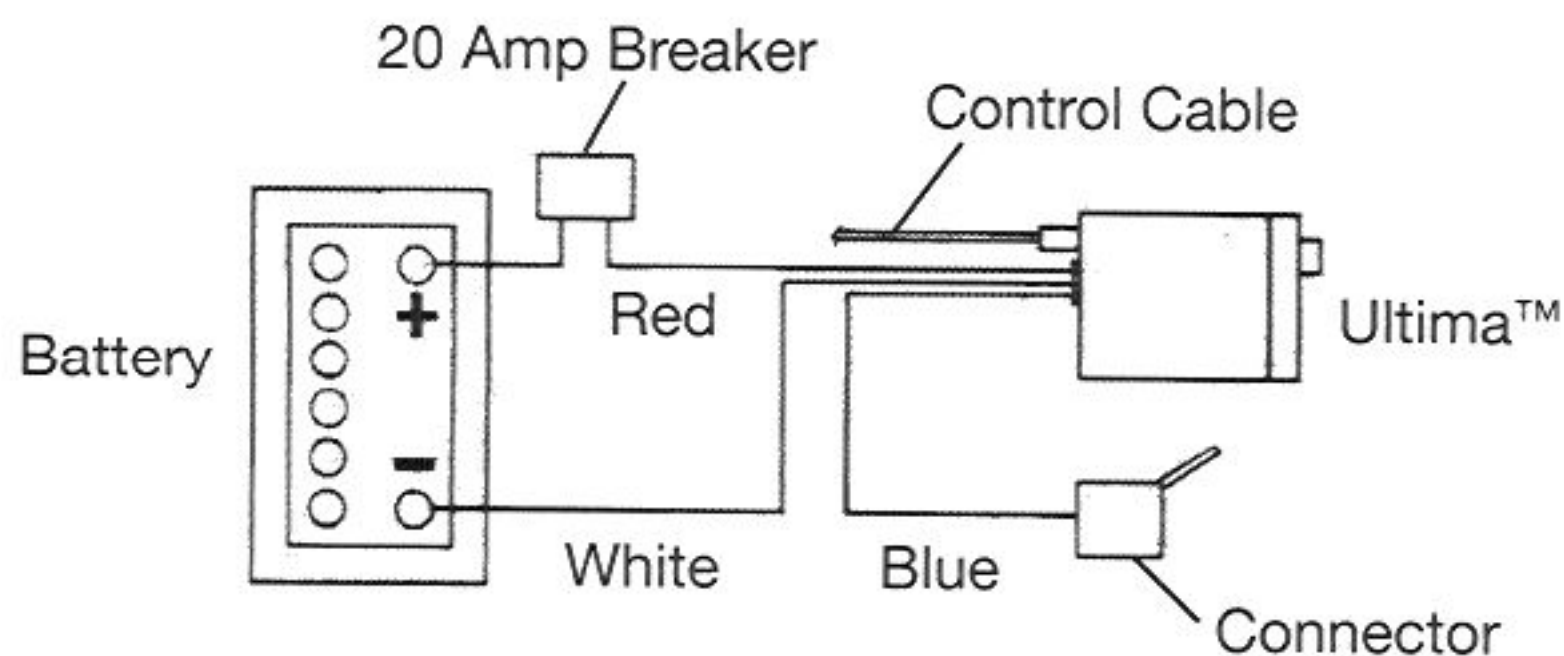 20 Amp Breaker
Control Cable
Red
+
Ultima™
Battery
-
White
Blue
Connector